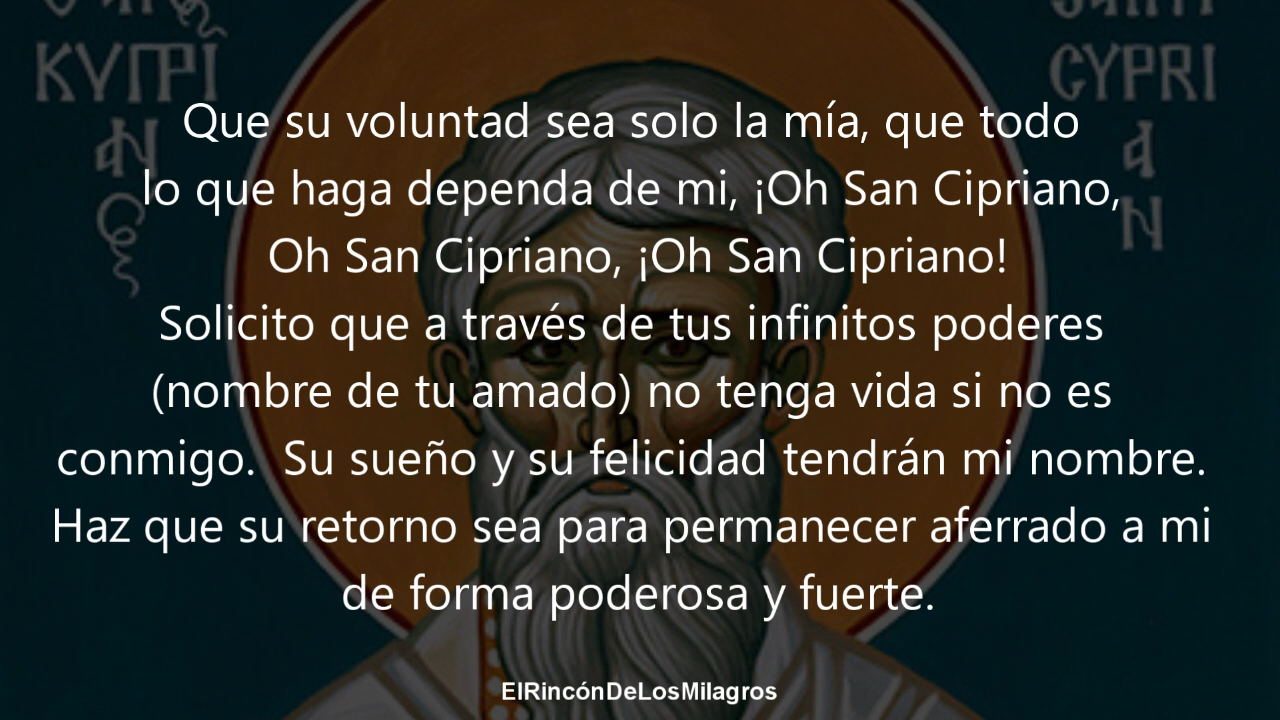 ΚΥΠΡΙ
ΑΝ
CYPRI
A
N
Que su voluntad sea solo la mía, que todo
lo que haga dependa de mi, ¡Oh San Cipriano,
Oh San Cipriano, ¡Oh San Cipriano!
Solicito que a través de tus infinitos poderes
(nombre de tu amado) no tenga vida si no es
conmigo.  Su sueño y su felicidad tendrán mi nombre.
Haz que su retorno sea para permanecer aferrado a mi
de forma poderosa y fuerte.
ElRincónDeLosMilagros